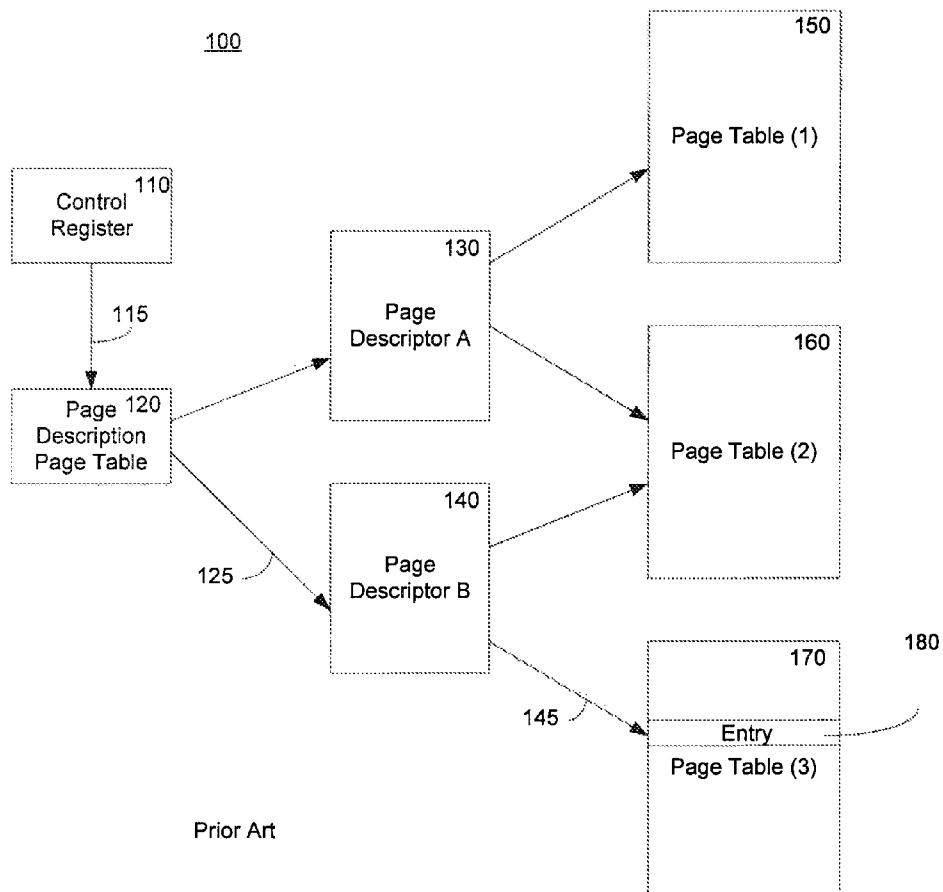 100
150
Page Table (1)
110
Control
Register
115
130
Page
Descriptor A
120
Page
Description
Page Table
160
Page Table (2)
140
Page
Descriptor B
125
170
180
145
Entry
Page Table (3)
Prior Art